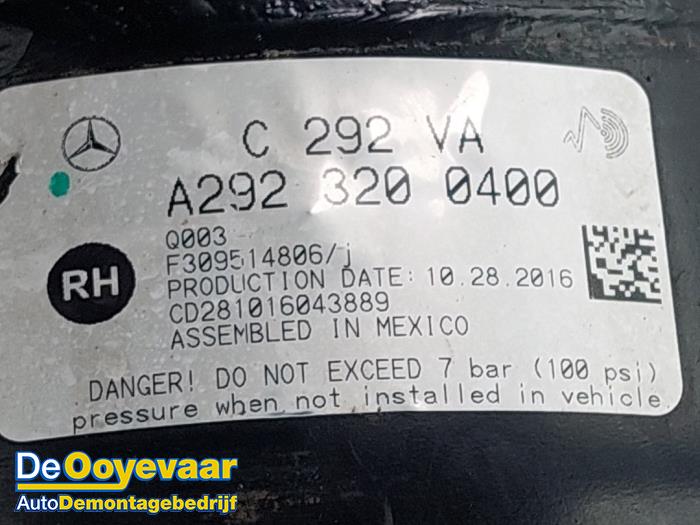 C 292 VA
A292 320 0400
Q003
F309514806/j
RH
PRODUCTION DATE: 10.28.2016
CD281016043889
ASSEMBLED IN MEXICO
DANGER! DO NOT EXCEED 7 bar (100 psi)
pressure when not installed in vehicle
De Ooyevaar
AutoDemontagebedrijf